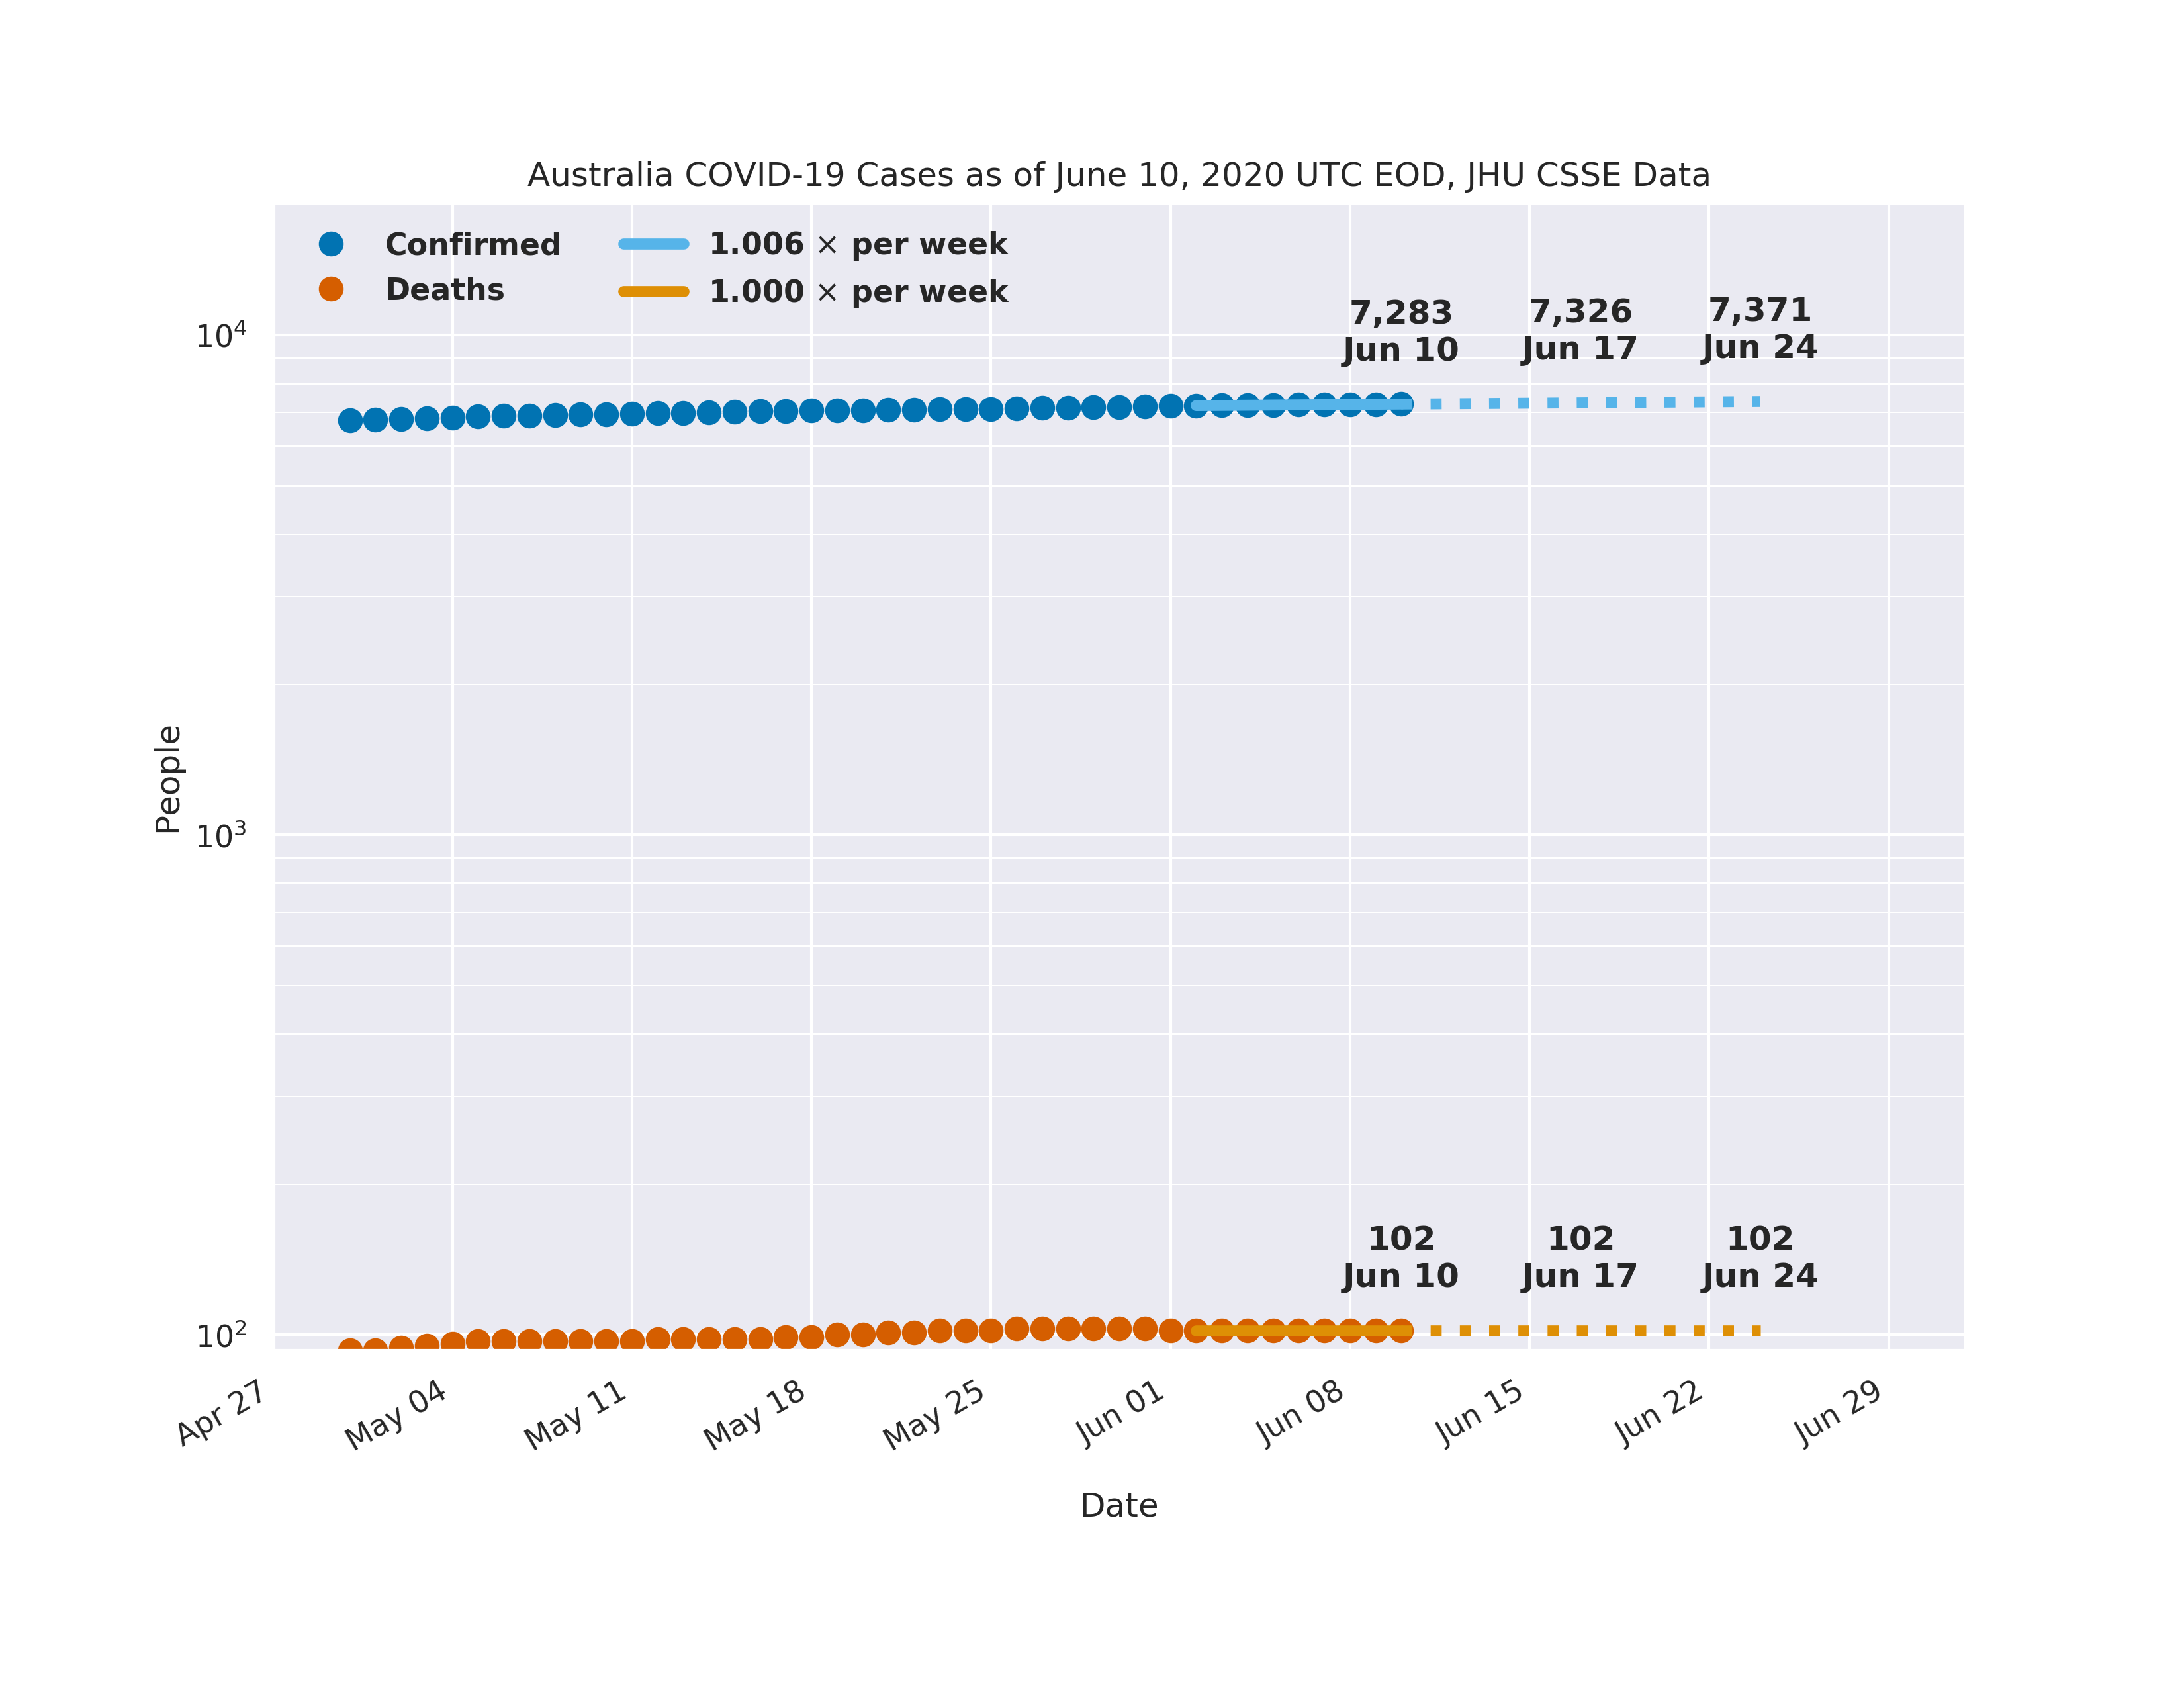 Australia COVID-19 Cases as of June 10, 2020 UTC EOD, JHU CSSE Data
Confirmed
Deaths
1.006 × per week
1.000 × per week
7,283
Jun 10
7,326
Jun 17
7,371
Jun 24
10⁴
10³
10²
People
102
Jun 10
102
Jun 17
102
Jun 24
Apr 27
May 04
May 11
May 18
May 25
Jun 01
Jun 08
Jun 15
Jun 22
Jun 29
Date